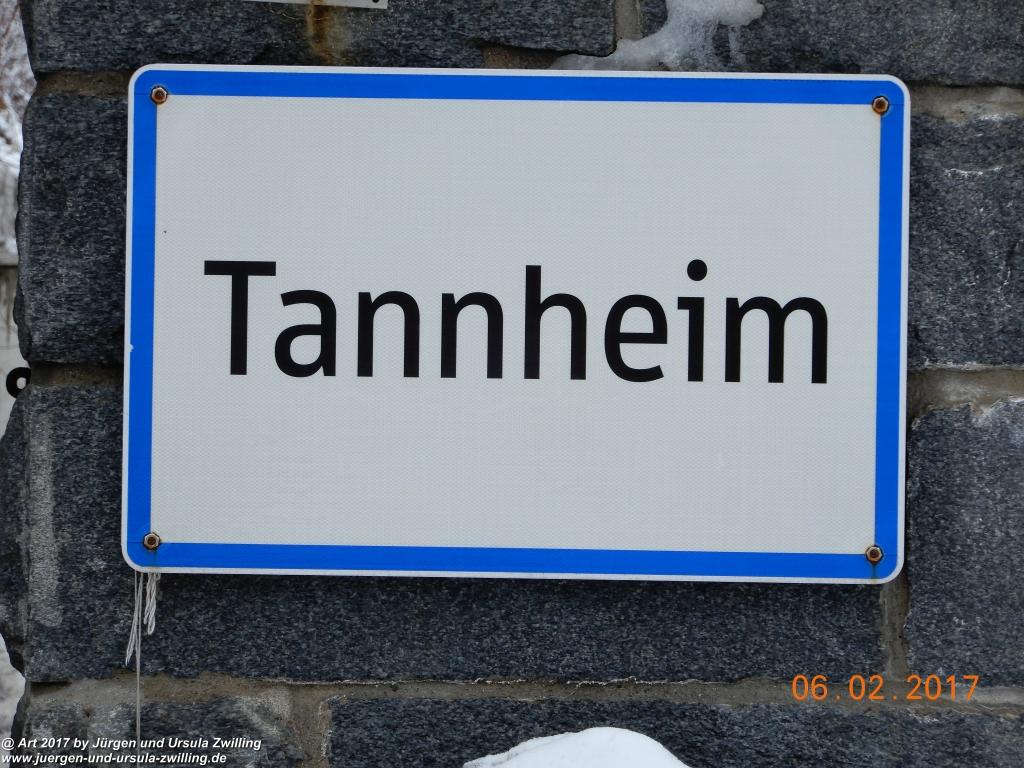 Tannheim
06.02.2017
@ Art 2017 by Jürgen und Ursula Zwilling
www.juergen-und-ursula-zwilling.de